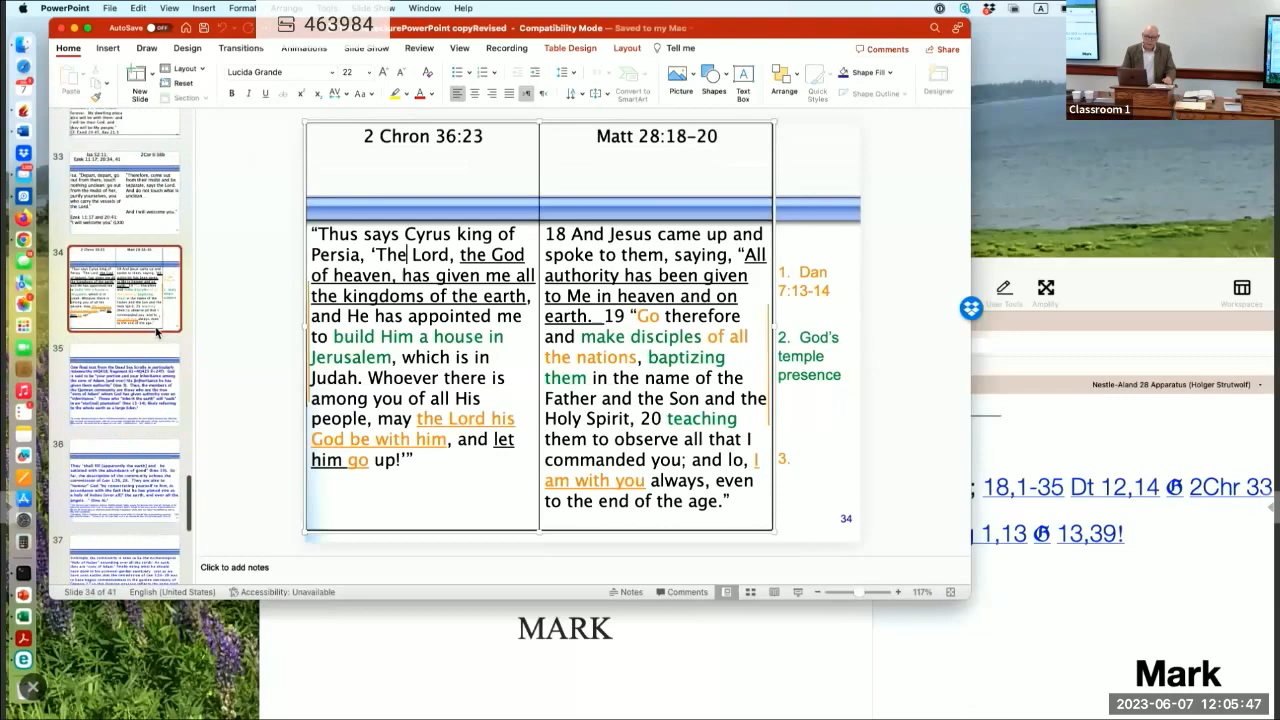 PowerPoint File Edit View Insert Format Arrange Tools Slide Show Window Help
463984
AutoSave OFF
PowerPoint copyRevised - Compatibility Mode — Saved to my Mac
Home Insert Draw Design Transitions Animations Slide Show Review View Recording Table Design Layout Tell me
Comments Share
Paste
New Slide
Layout
Reset
Section
Lucida Grande
Convert to SmartArt
Picture
Shapes
Text Box
Arrange
Quick Styles
Shape Fill
Shape Outline
Designer
Classroom 1
33
34
35
36
37
2 Chron 36:23
“Thus says Cyrus king of
Persia, ‘The Lord, the God
of heaven, has given me all
the kingdoms of the earth,
and He has appointed me
to build Him a house in
Jerusalem, which is in
Judah. Whoever there is
among you of all His
people, may the Lord his
God be with him, and let
him go up!’”
Matt 28:18–20
18 And Jesus came up and
spoke to them, saying, “All
authority has been given
to Me in heaven and on
earth. 19 “Go therefore
and make disciples of all
the nations, baptizing
them in the name of the
Father and the Son and the
Holy Spirit, 20 teaching
them to observe all that I
commanded you; and lo, I
am with you always, even
to the end of the age.”
1. Dan
7:13-14
2. God’s
temple
presence
3.
34
User Tools Amplify Workspaces
Nestle-Aland 28 Apparatus (Holger Strutwolf)
18,1–35 Dt 12,14 𝕲 2Chr 33
1,13 𝕲 13,39!
Click to add notes
Slide 34 of 41 English (United States) Accessibility: Unavailable
Notes Comments 117%
MARK
Mark
2023-06-07 12:05:47